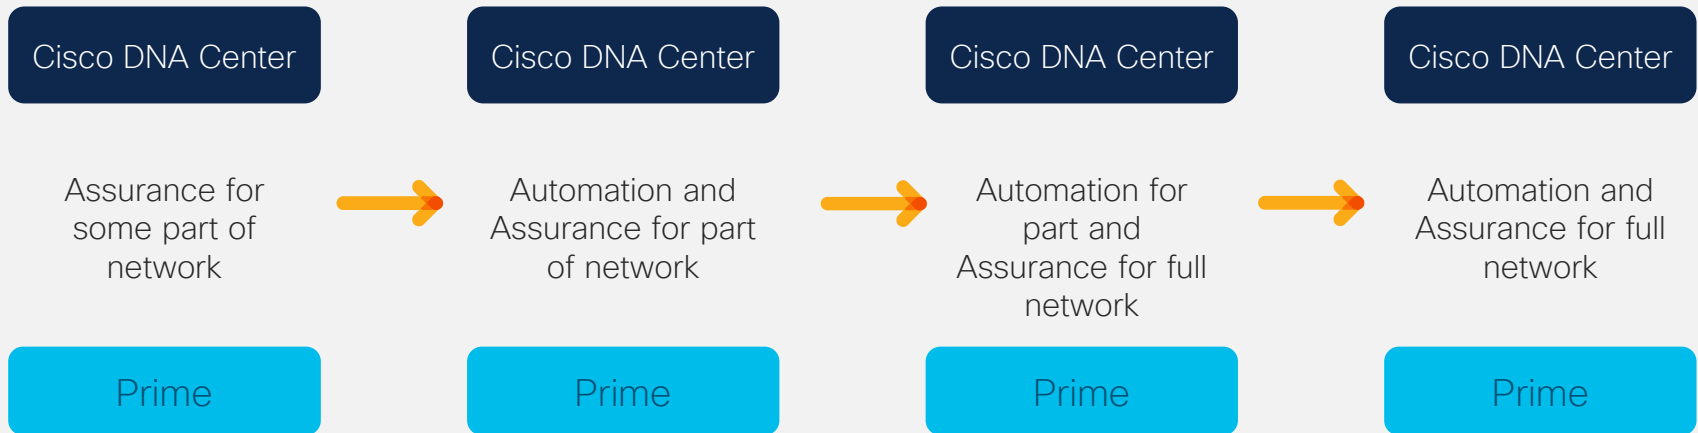 Cisco DNA Center
Cisco DNA Center
Cisco DNA Center
Cisco DNA Center
Assurance for
some part of
network
Automation and
Assurance for part
of network
Automation for
part and
Assurance for full
network
Automation and
Assurance for full
network
Prime
Prime
Prime
Prime